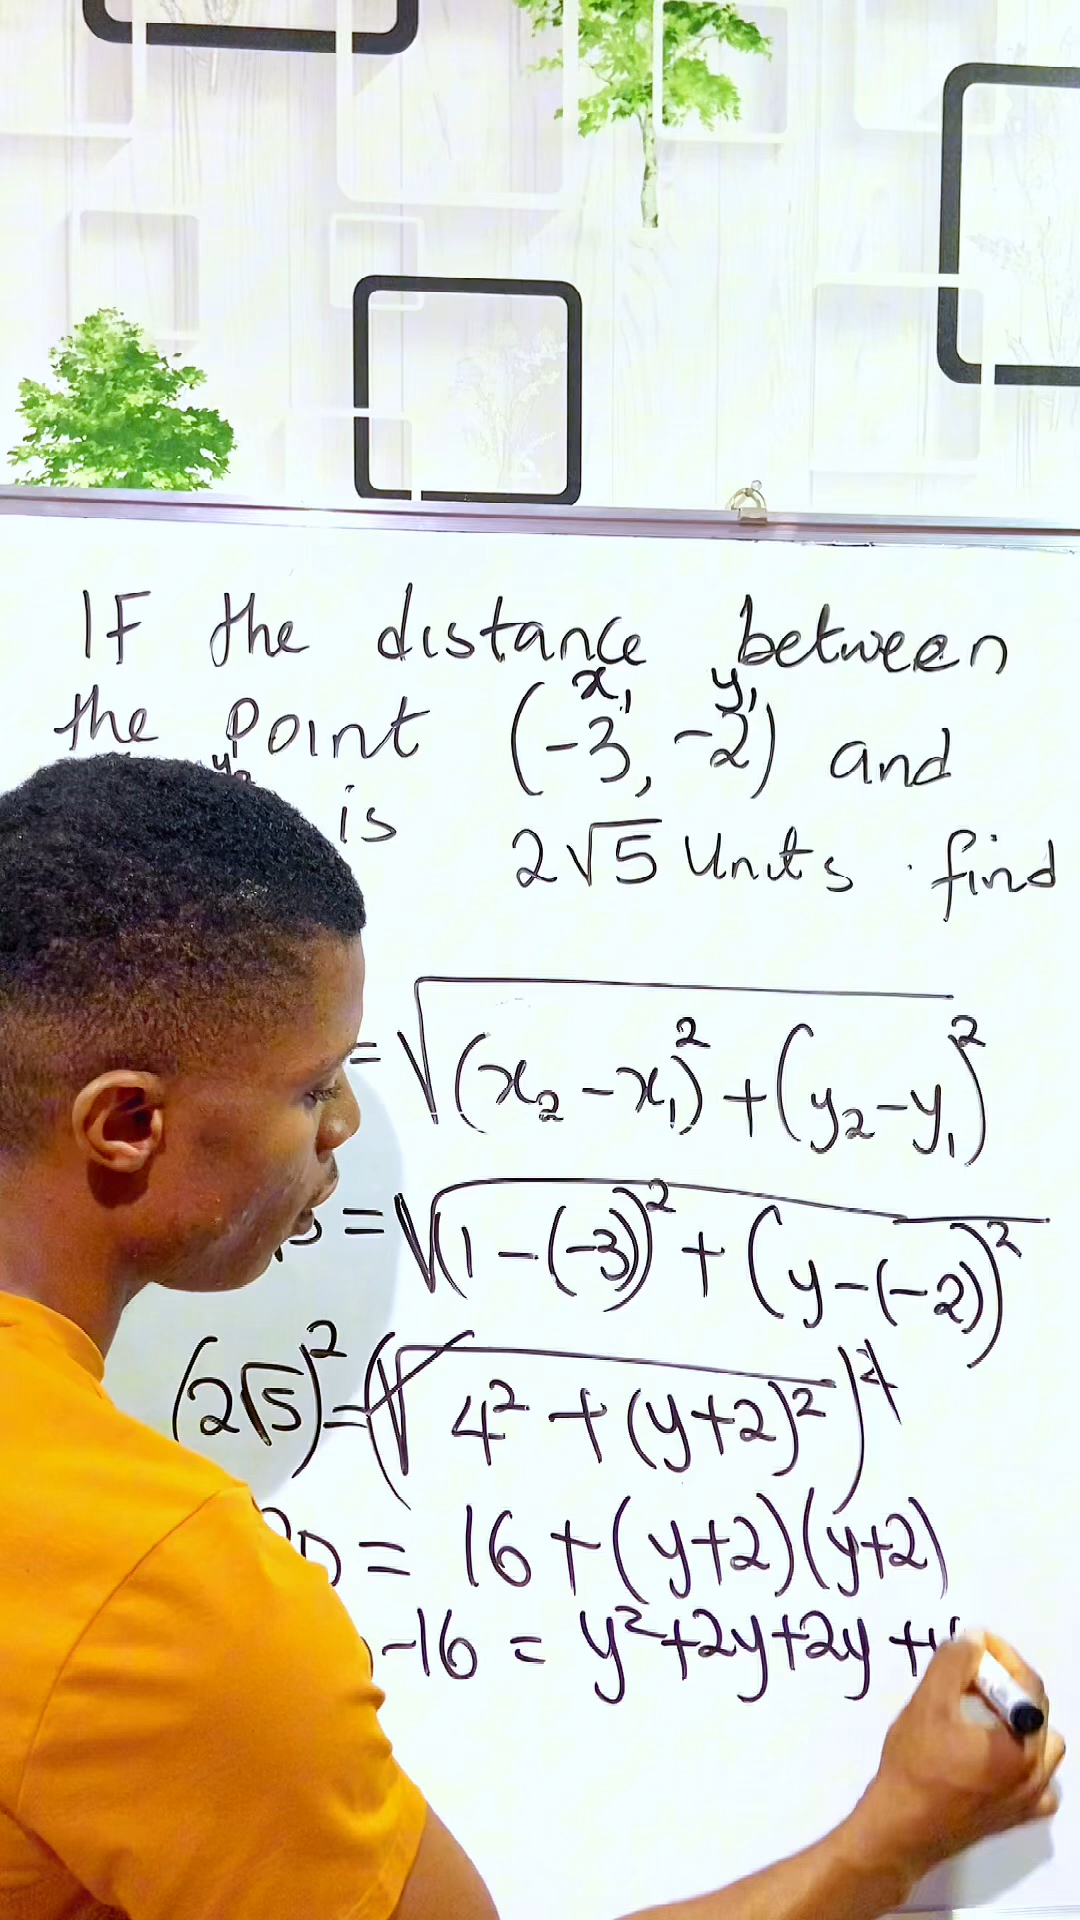 IF the distance between
x₁ y₁
the point (-3, -2) and
is 2√5 Units . find
= √(x₂-x₁)² + (y₂-y₁)²
= √(1-(-3))² + (y-(-2))²
(2√5)² = (√4² + (y+2)²)²
= 16 + (y+2)(y+2)
-16 = y²+2y+2y +